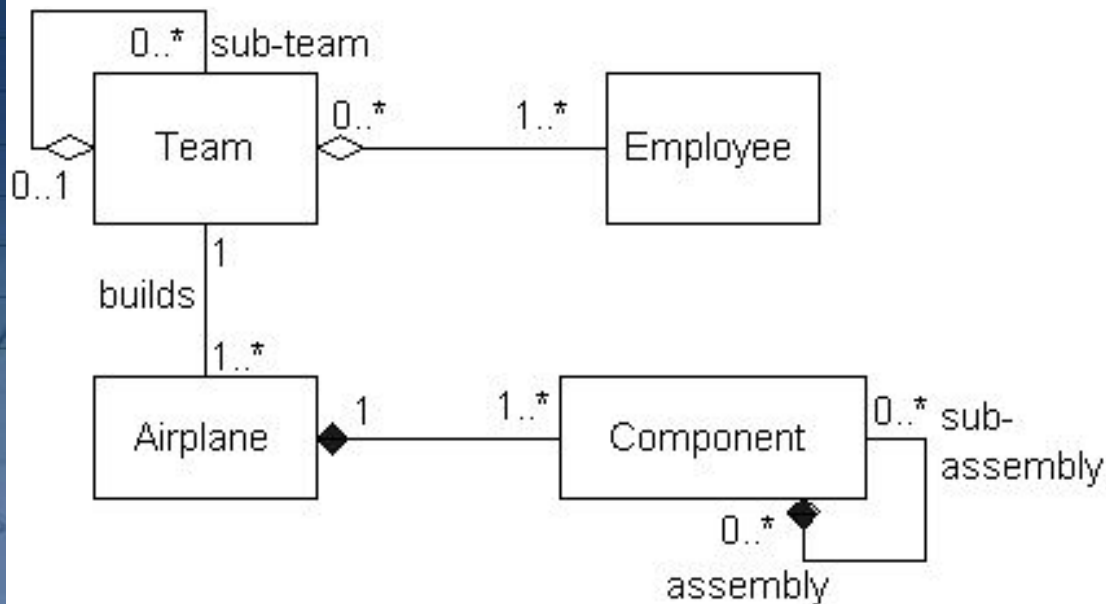 0..* sub-team
0..* 1..*
Team Employee
0..1
1
builds
1..*
1 1..* 0..* sub-
Airplane Component
assembly
0..*
assembly